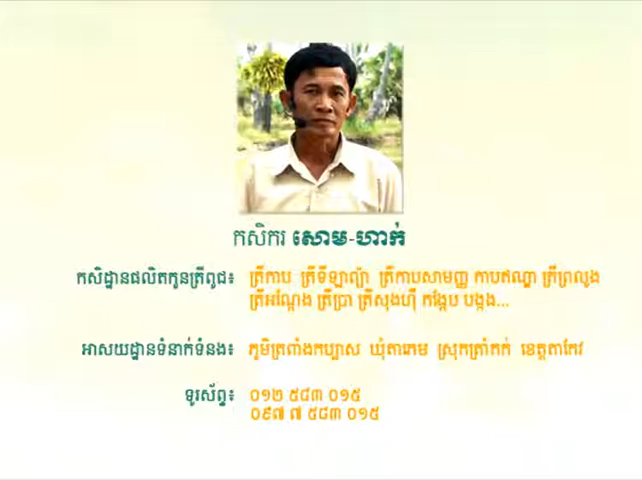 កសិករ សោម-ហាក់
កសិដ្ឋានផលិតកូនត្រីពូជ៖ ត្រីកាប ត្រីទីឡាព្យ៉ា ត្រីកាបសាមញ្ញ កាបឥណ្ឌា ត្រីព្រលូង
ត្រីអណ្តែង ត្រីប្រា ត្រីសុងហ៊ឺ កង្កែប បង្កង...
អាសយដ្ឋានទំនាក់ទំនង៖ ភូមិត្រពាំងកប្បាស ឃុំតាភេម ស្រុកត្រាំកក់ ខេត្តតាកែវ
ទូរស័ព្ទ៖ ០១២ ៥៨៣ ០១៥
០៩៧ ៧ ៥៨៣ ០១៥